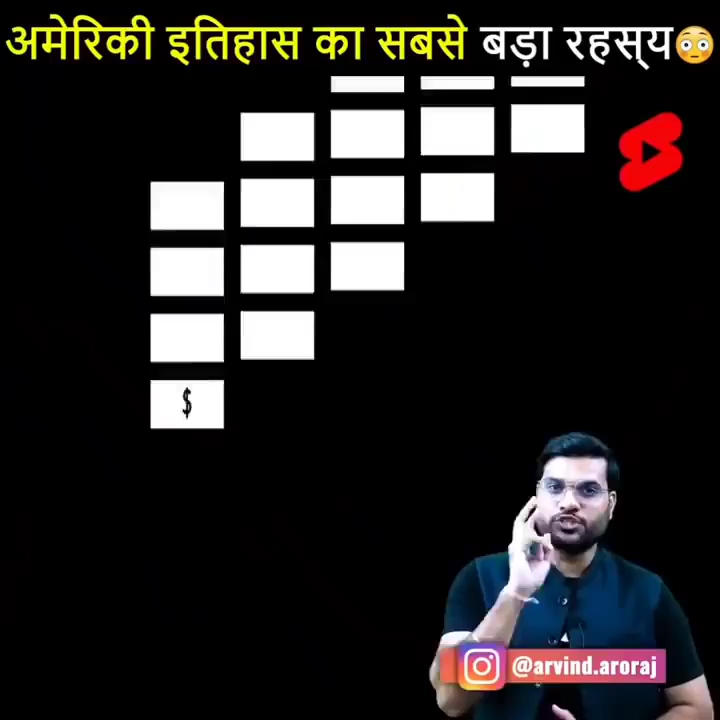 अमेरिकी इतिहास का सबसे बड़ा रहस्य😳
$
@arvind.aroraj